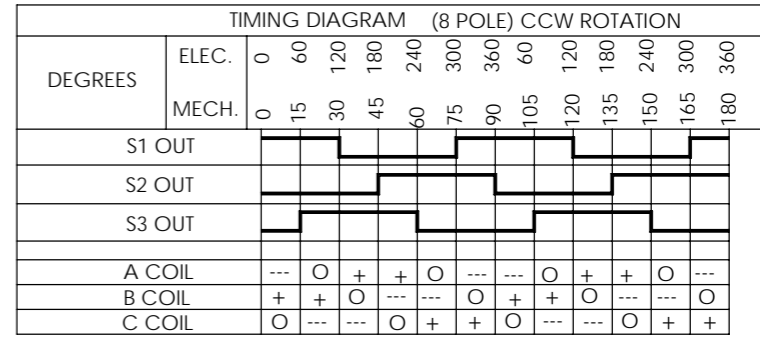 TIMING DIAGRAM (8 POLE) CCW ROTATION
DEGREES
ELEC. 0 60 120 180 240 300 360 60 120 180 240 300 360
MECH. 0 15 30 45 60 75 90 105 120 135 150 165 180
S1 OUT
S2 OUT
S3 OUT
A COIL --- O + + O --- --- O + + O ---
B COIL + + O --- --- O + + O --- --- O
C COIL O --- --- O + + O --- --- O + +